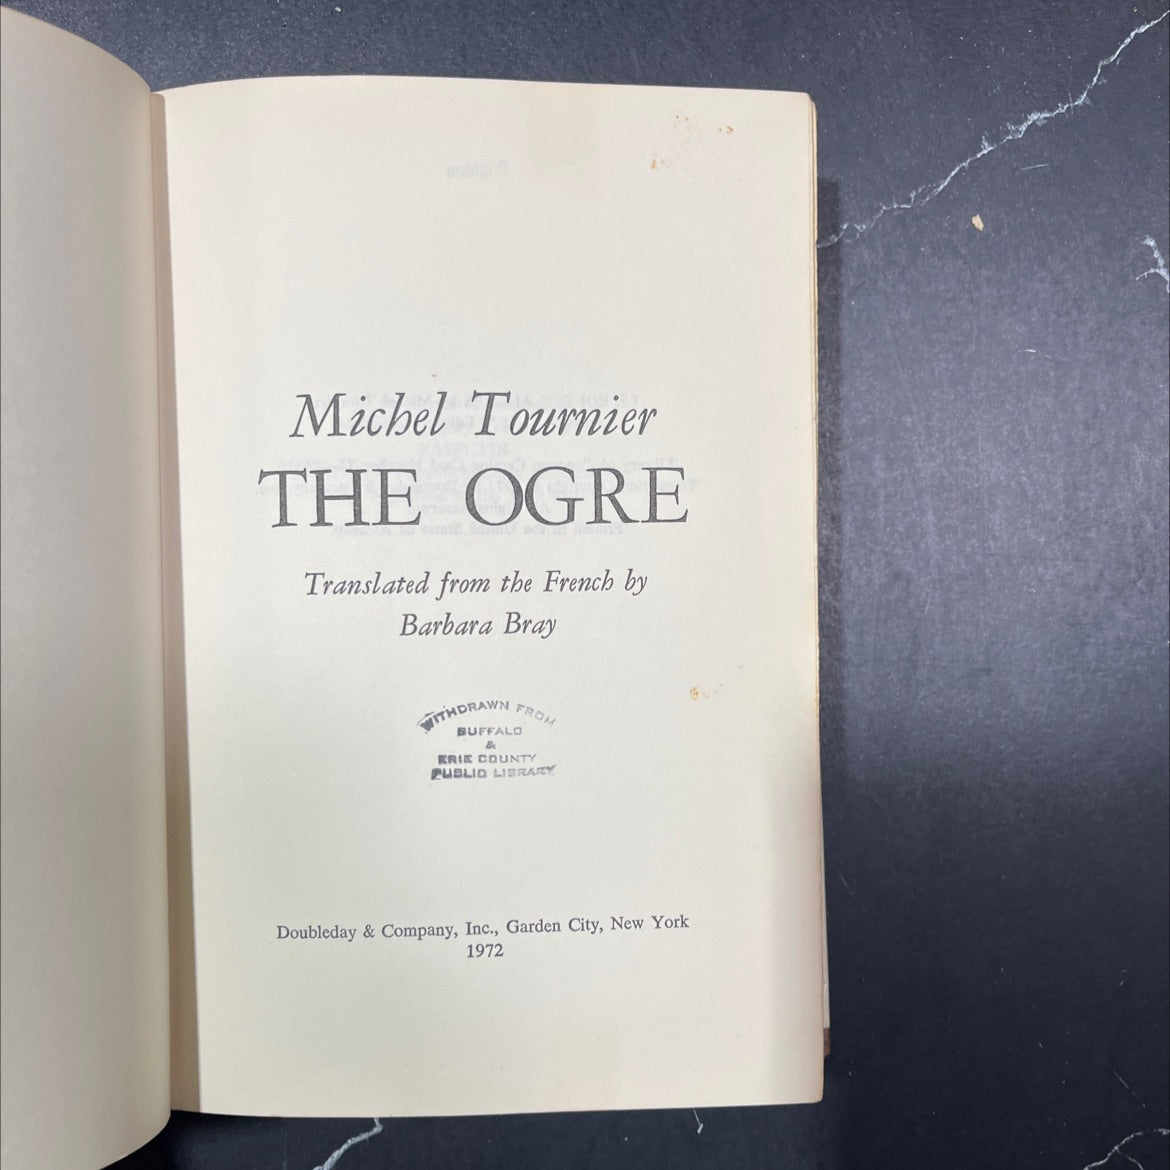 Michel Tournier
THE OGRE
Translated from the French by
Barbara Bray
WITHDRAWN FROM
BUFFALO
&
ERIE COUNTY
PUBLIC LIBRARY
Doubleday & Company, Inc., Garden City, New York
1972